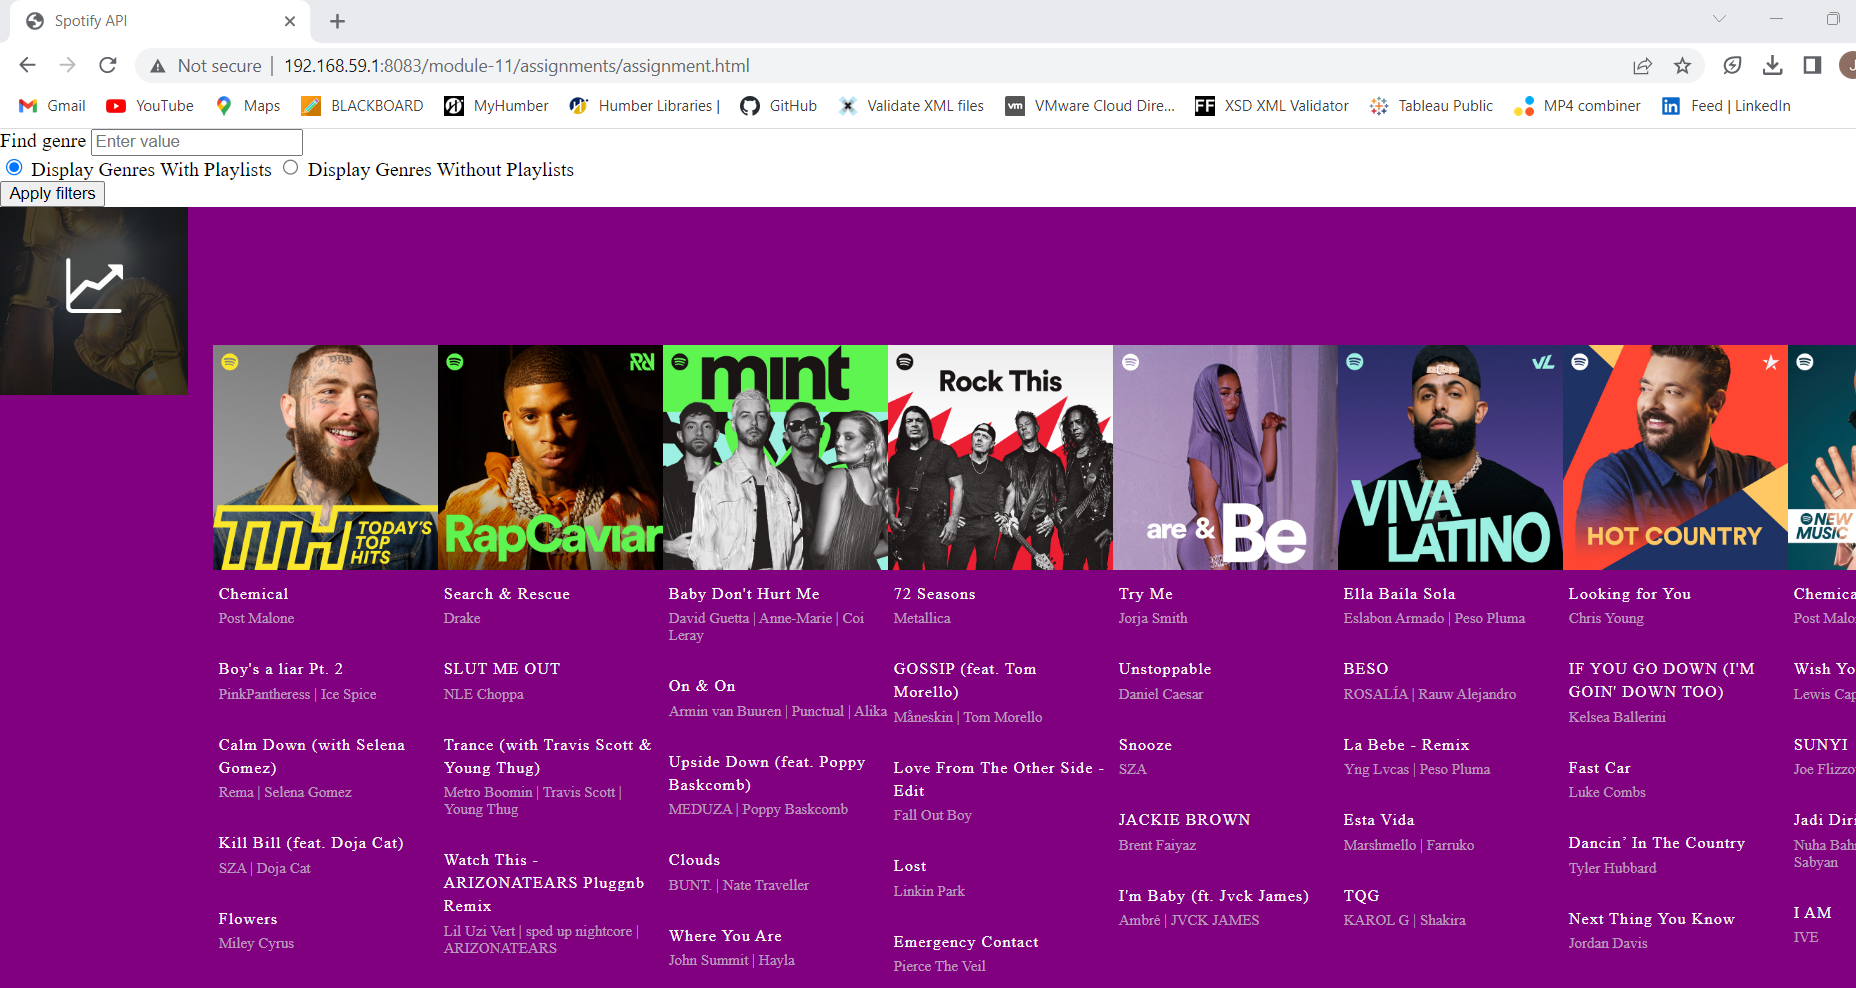 Spotify API
Not secure | 192.168.59.1:8083/module-11/assignments/assignment.html
Gmail YouTube Maps BLACKBOARD MyHumber Humber Libraries | GitHub Validate XML files VMware Cloud Dire... XSD XML Validator Tableau Public MP4 combiner Feed | LinkedIn
Find genre Enter value
Display Genres With Playlists Display Genres Without Playlists
Apply filters
TTH TODAY'S
TOP
HITS
Chemical
Post Malone
Boy's a liar Pt. 2
PinkPantheress | Ice Spice
Calm Down (with Selena
Gomez)
Rema | Selena Gomez
Kill Bill (feat. Doja Cat)
SZA | Doja Cat
Flowers
Miley Cyrus
RapCaviar
Search & Rescue
Drake
SLUT ME OUT
NLE Choppa
Trance (with Travis Scott &
Young Thug)
Metro Boomin | Travis Scott |
Young Thug
Watch This -
ARIZONATEARS Pluggnb
Remix
Lil Uzi Vert | sped up nightcore |
ARIZONATEARS
mint
Baby Don't Hurt Me
David Guetta | Anne-Marie | Coi
Leray
On & On
Armin van Buuren | Punctual | Alika
Upside Down (feat. Poppy
Baskcomb)
MEDUZA | Poppy Baskcomb
Clouds
BUNT. | Nate Traveller
Where You Are
John Summit | Hayla
Rock This
72 Seasons
Metallica
GOSSIP (feat. Tom
Morello)
Måneskin | Tom Morello
Love From The Other Side -
Edit
Fall Out Boy
Lost
Linkin Park
Emergency Contact
Pierce The Veil
are & Be
Try Me
Jorja Smith
Unstoppable
Daniel Caesar
Snooze
SZA
JACKIE BROWN
Brent Faiyaz
I'm Baby (ft. Jvck James)
Ambré | JVCK JAMES
VL
VIVA
LATINO
Ella Baila Sola
Eslabon Armado | Peso Pluma
BESO
ROSALÍA | Rauw Alejandro
La Bebe - Remix
Yng Lvcas | Peso Pluma
Esta Vida
Marshmello | Farruko
TQG
KAROL G | Shakira
HOT COUNTRY
Looking for You
Chris Young
IF YOU GO DOWN (I'M
GOIN' DOWN TOO)
Kelsea Ballerini
Fast Car
Luke Combs
Dancin' In The Country
Tyler Hubbard
Next Thing You Know
Jordan Davis
NEW
MUSIC
Chemica
Post Malo
Wish Yo
Lewis Cap
SUNYI
Joe Flizzo
Jadi Diri
Nuha Bah
Sabyan
I AM
IVE